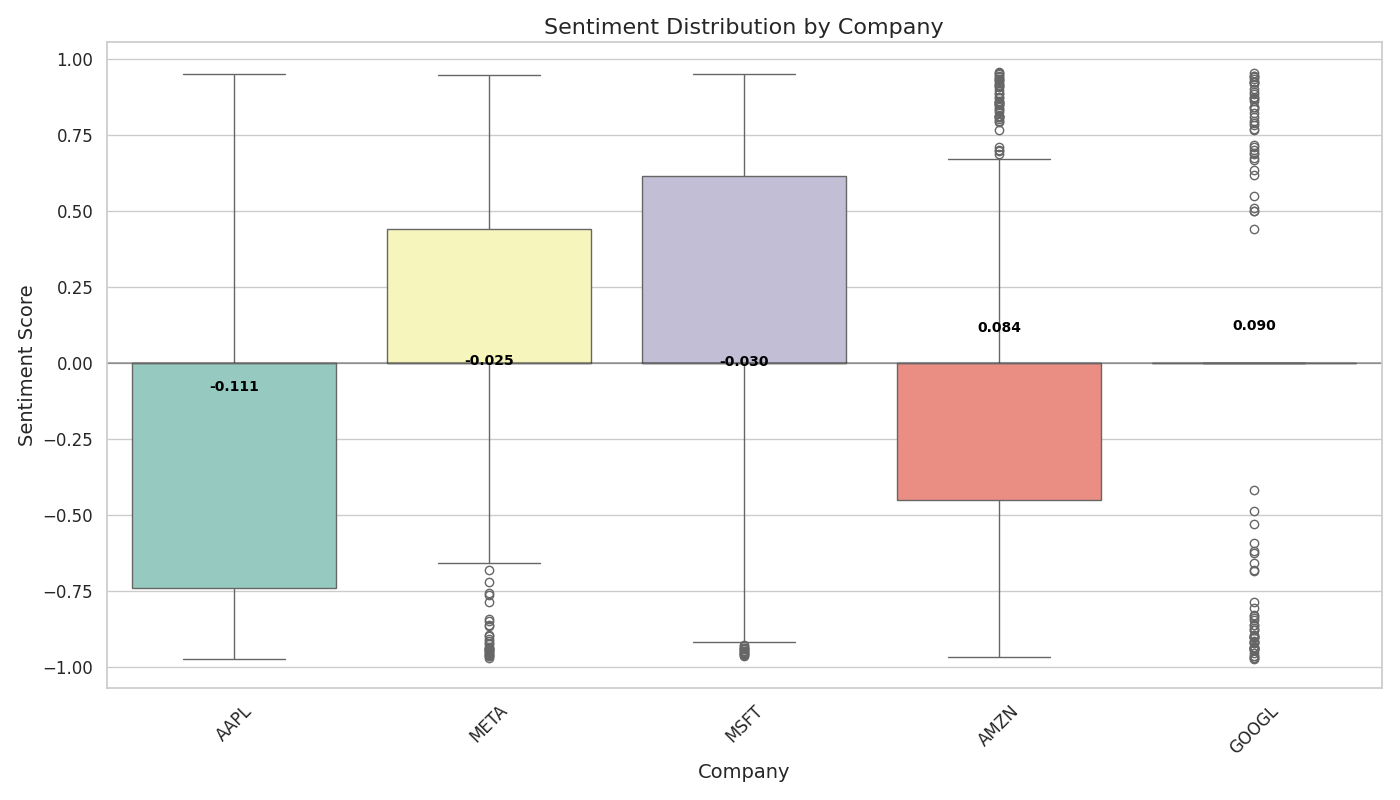 Sentiment Distribution by Company
Sentiment Score
1.00
0.75
0.50
0.25
0.00
−0.25
−0.50
−0.75
−1.00
-0.111
-0.025
-0.030
0.084
0.090
AAPL
META
MSFT
AMZN
GOOGL
Company